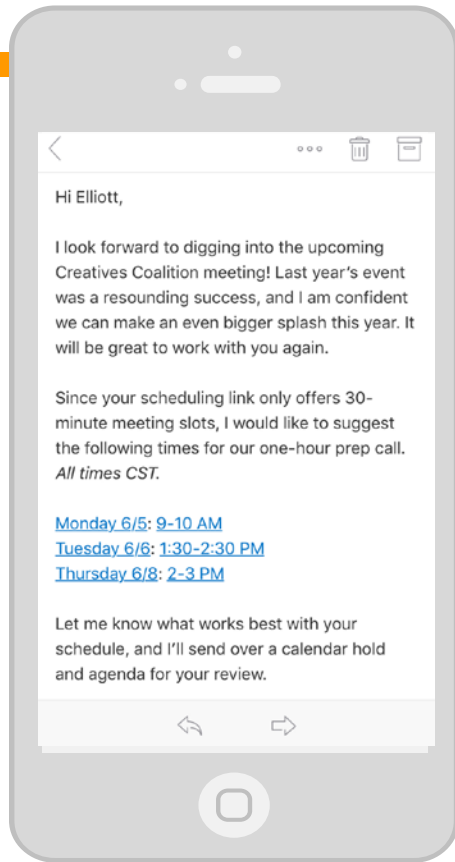 Hi Elliott,
I look forward to digging into the upcoming
Creatives Coalition meeting! Last year's event
was a resounding success, and I am confident
we can make an even bigger splash this year. It
will be great to work with you again.
Since your scheduling link only offers 30-
minute meeting slots, I would like to suggest
the following times for our one-hour prep call.
All times CST.
Monday 6/5: 9-10 AM
Tuesday 6/6: 1:30-2:30 PM
Thursday 6/8: 2-3 PM
Let me know what works best with your
schedule, and I'll send over a calendar hold
and agenda for your review.